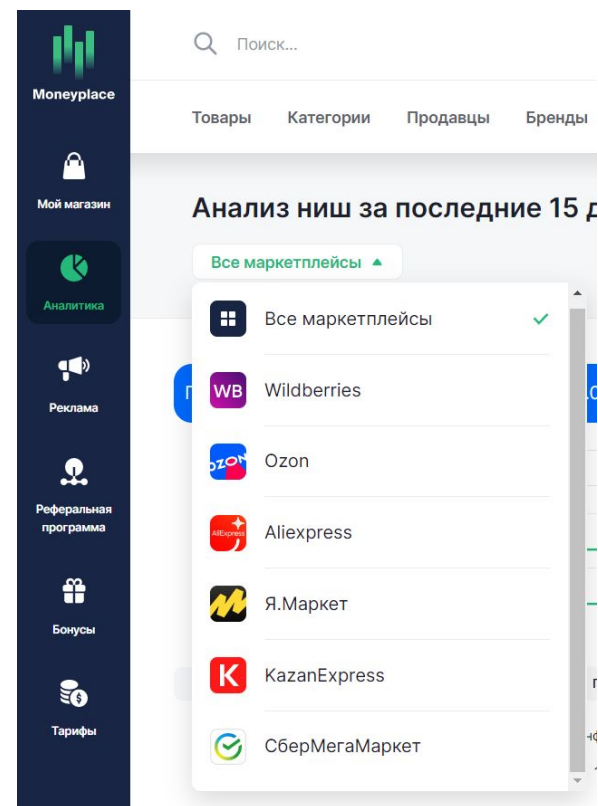 Moneyplace
Поиск...
Товары Категории Продавцы Бренды
Мой магазин
Анализ ниш за последние 15
Все маркетплейсы
Аналитика
Все маркетплейсы
WB Wildberries
Реклама
OZON Ozon
Реферальная
программа
AliExpress Aliexpress
Я.Маркет
Бонусы
K KazanExpress
Тарифы
СберМегаМаркет